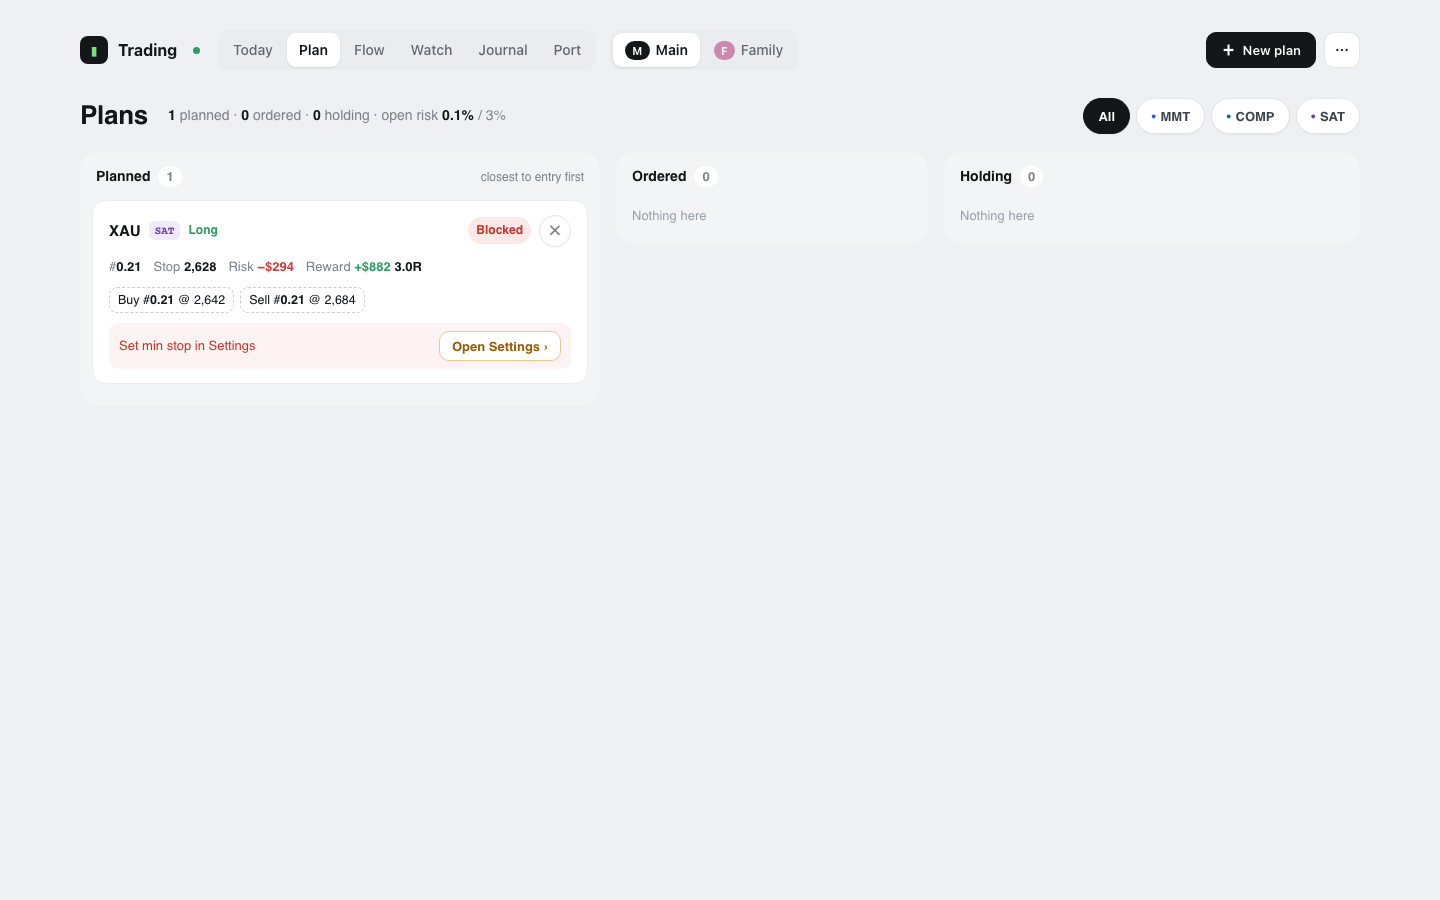 Trading
Today Plan Flow Watch Journal Port
M Main F Family
+ New plan
···
Plans
1 planned · 0 ordered · 0 holding · open risk 0.1% / 3%
All • MMT • COMP • SAT
Planned 1 closest to entry first
XAU SAT Long Blocked ✕
#0.21 Stop 2,628 Risk −$294 Reward +$882 3.0R
Buy #0.21 @ 2,642 Sell #0.21 @ 2,684
Set min stop in Settings Open Settings ›
Ordered 0
Nothing here
Holding 0
Nothing here